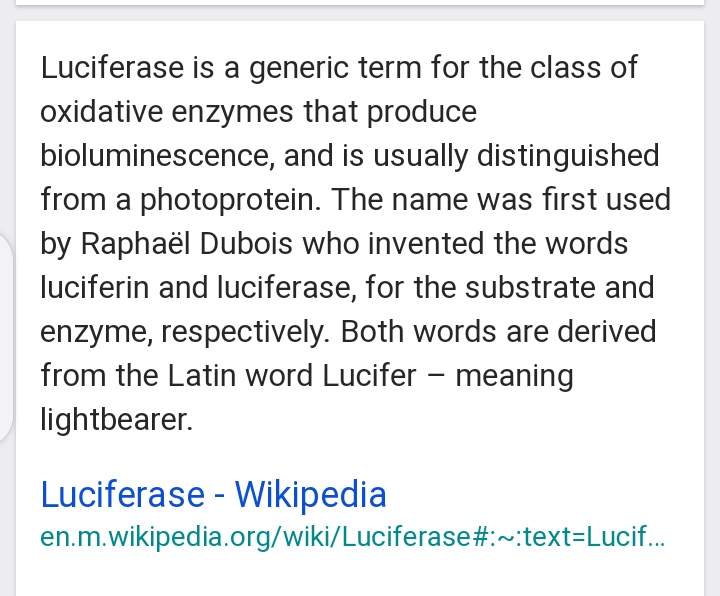 Luciferase is a generic term for the class of
oxidative enzymes that produce
bioluminescence, and is usually distinguished
from a photoprotein. The name was first used
by Raphaël Dubois who invented the words
luciferin and luciferase, for the substrate and
enzyme, respectively. Both words are derived
from the Latin word Lucifer – meaning
lightbearer.
Luciferase - Wikipedia
en.m.wikipedia.org/wiki/Luciferase#:~:text=Lucif...